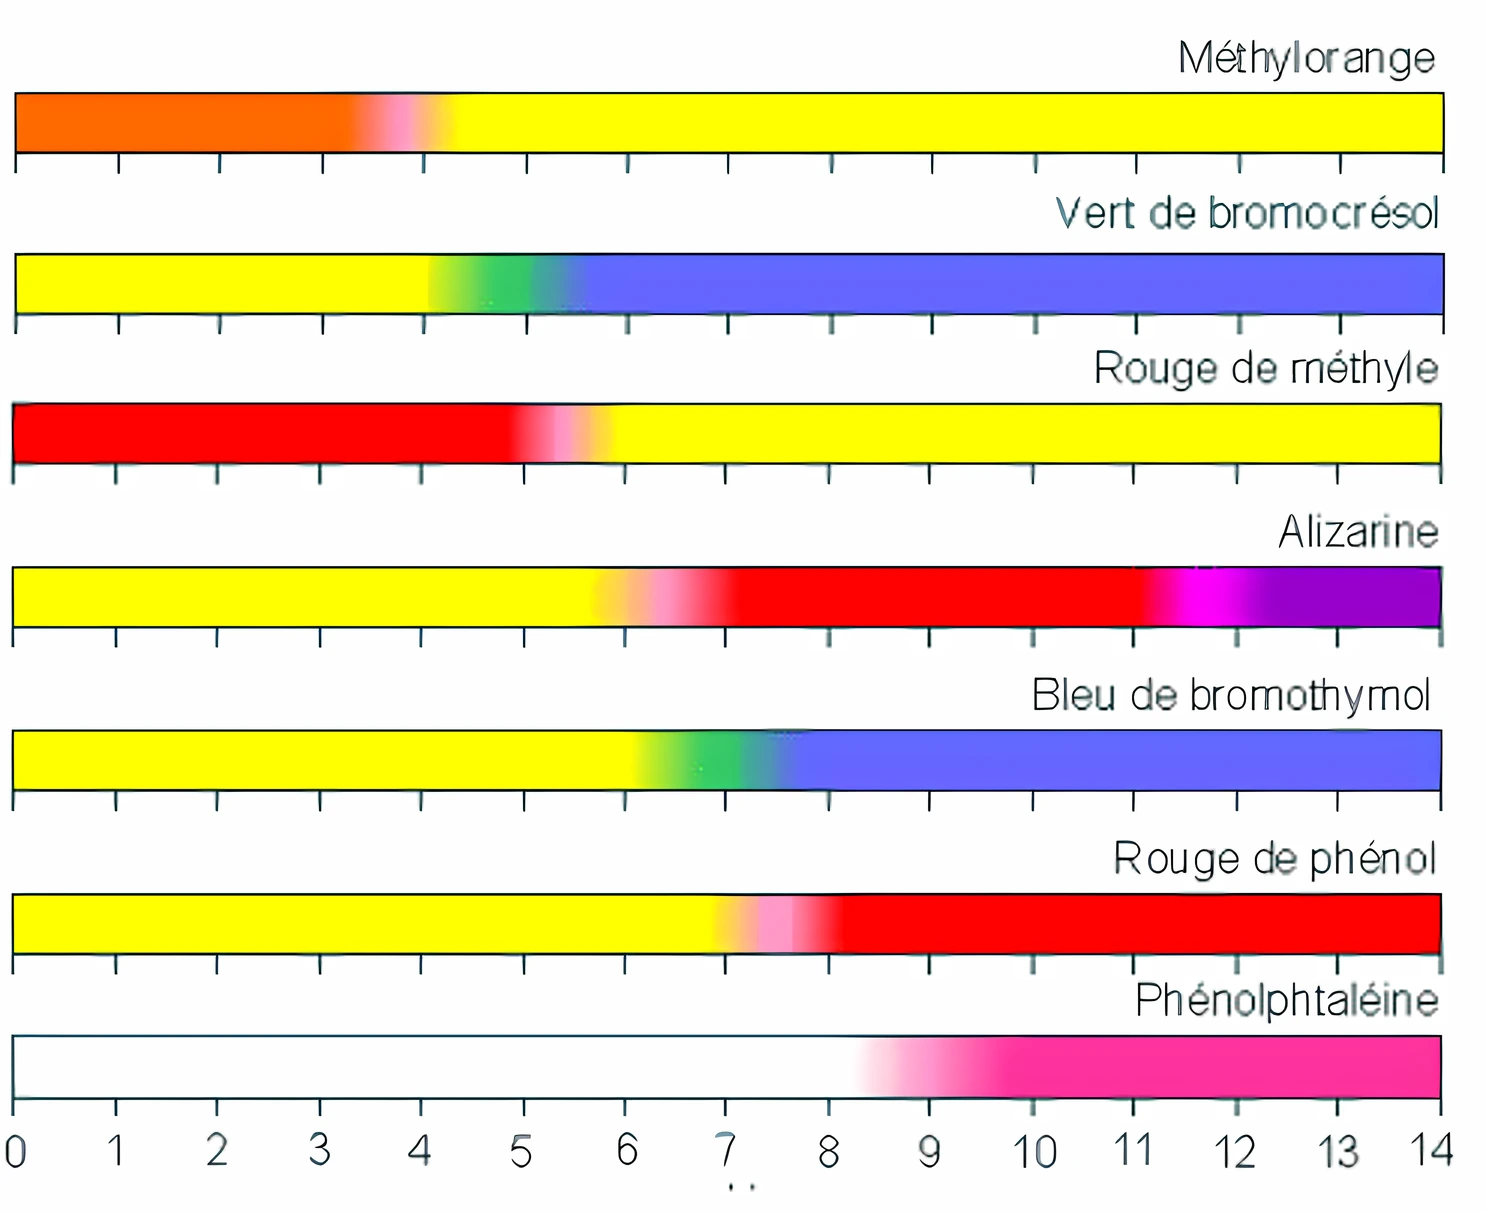 Méthylorange
Vert de bromocrésol
Rouge de méthyle
Alizarine
Bleu de bromothymol
Rouge de phénol
Phénolphtaléine
0 1 2 3 4 5 6 7 8 9 10 11 12 13 14